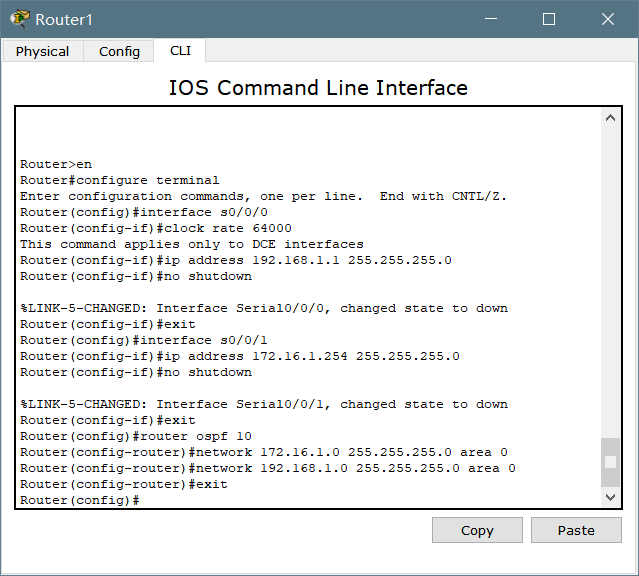 Router1
Physical Config CLI
IOS Command Line Interface
Router>en
Router#configure terminal
Enter configuration commands, one per line.  End with CNTL/Z.
Router(config)#interface s0/0/0
Router(config-if)#clock rate 64000
This command applies only to DCE interfaces
Router(config-if)#ip address 192.168.1.1 255.255.255.0
Router(config-if)#no shutdown
%LINK-5-CHANGED: Interface Serial0/0/0, changed state to down
Router(config-if)#exit
Router(config)#interface s0/0/1
Router(config-if)#ip address 172.16.1.254 255.255.255.0
Router(config-if)#no shutdown
%LINK-5-CHANGED: Interface Serial0/0/1, changed state to down
Router(config-if)#exit
Router(config)#router ospf 10
Router(config-router)#network 172.16.1.0 255.255.255.0 area 0
Router(config-router)#network 192.168.1.0 255.255.255.0 area 0
Router(config-router)#exit
Router(config)#
Copy Paste